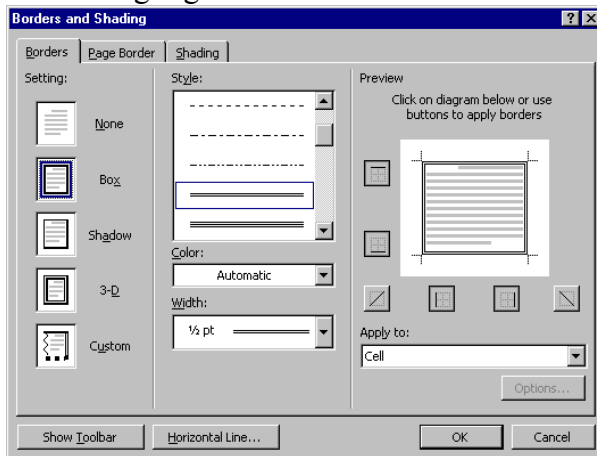 Borders and Shading
Borders Page Border Shading
Setting:
None
Box
Shadow
3-D
Custom
Style:
Color:
Automatic
Width:
½ pt
Preview
Click on diagram below or use
buttons to apply borders
Apply to:
Cell
Options...
Show Toolbar Horizontal Line... OK Cancel